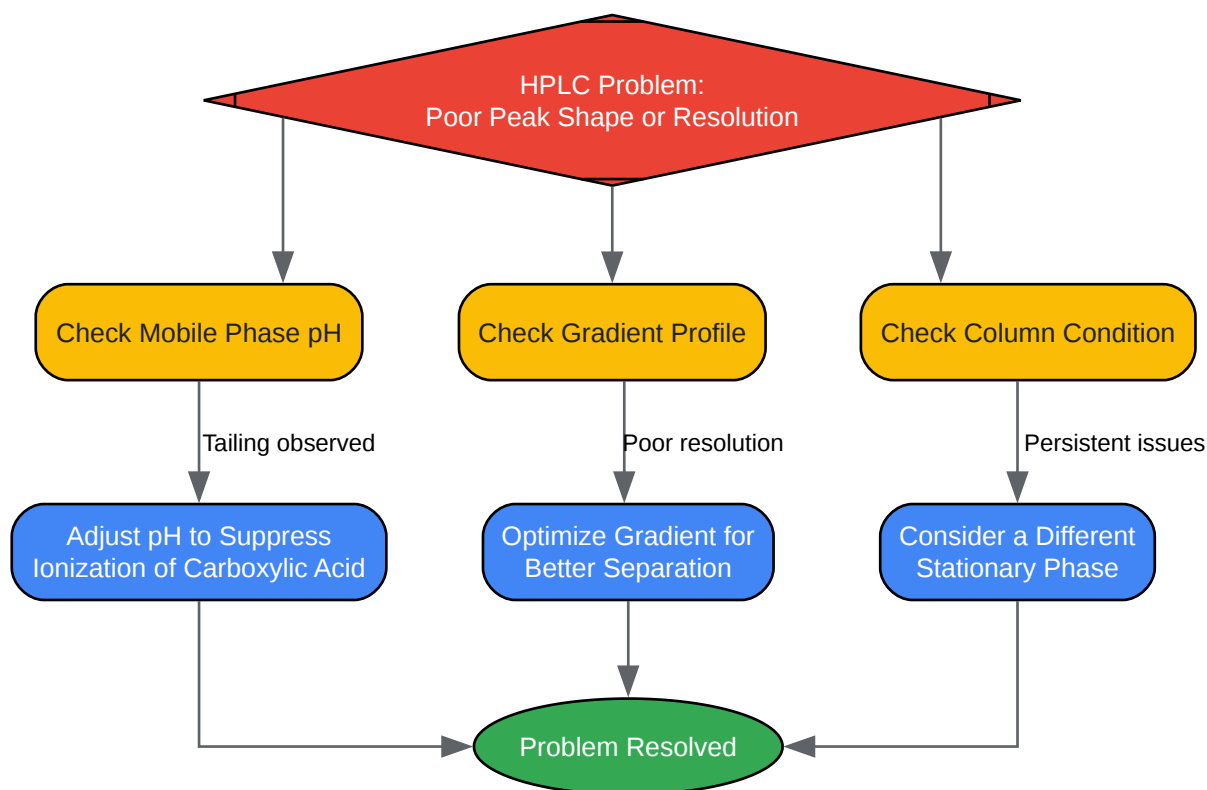 HPLC Problem:
Poor Peak Shape or Resolution
Check Mobile Phase pH
Check Gradient Profile
Check Column Condition
Tailing observed
Poor resolution
Persistent issues
Adjust pH to Suppress
Ionization of Carboxylic Acid
Optimize Gradient for
Better Separation
Consider a Different
Stationary Phase
Problem Resolved